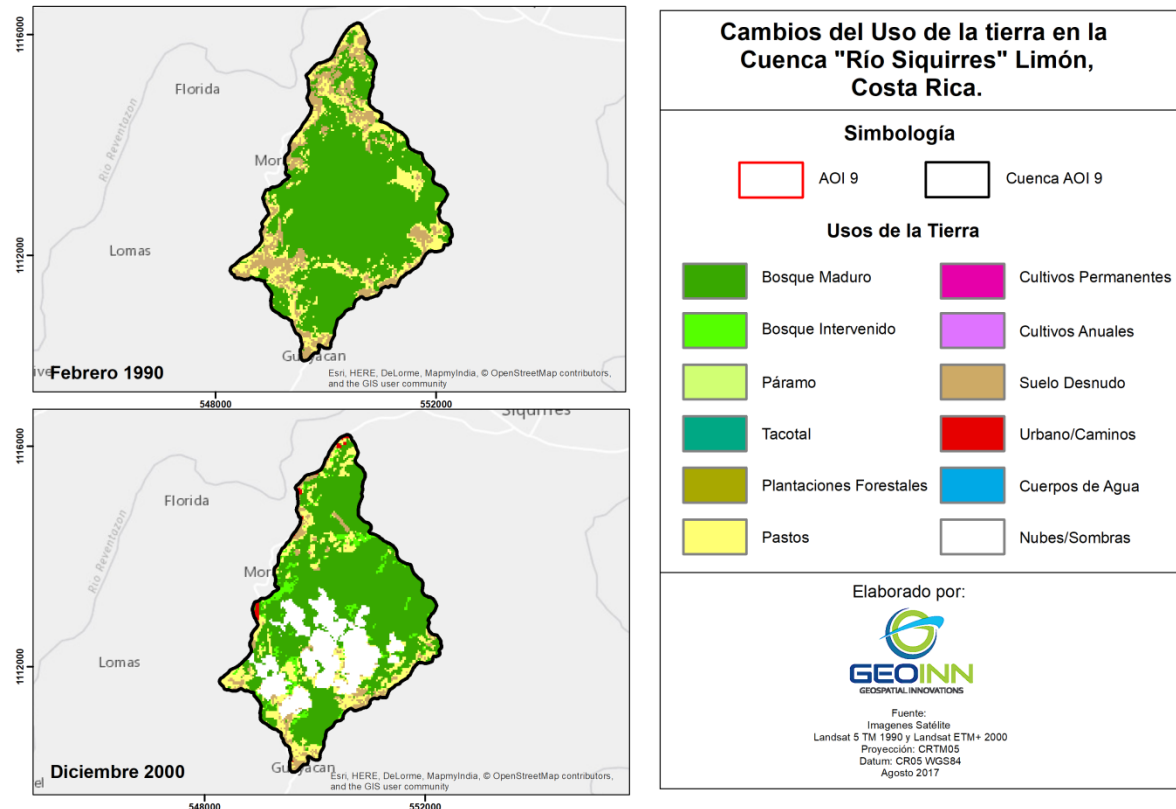 1116000
Florida
Río Reventazon
Mor
1112000
Lomas
Guayacan
Febrero 1990
Esri, HERE, DeLorme, MapmyIndia, © OpenStreetMap contributors,
and the GIS user community
548000
552000
Siquirres
1116000
Florida
Río Reventazon
Mor
1112000
Lomas
Guayacan
Diciembre 2000
Esri, HERE, DeLorme, MapmyIndia, © OpenStreetMap contributors,
and the GIS user community
548000
552000
Cambios del Uso de la tierra en la
Cuenca "Río Siquirres" Limón,
Costa Rica.
Simbología
AOI 9
Cuenca AOI 9
Usos de la Tierra
Bosque Maduro
Cultivos Permanentes
Bosque Intervenido
Cultivos Anuales
Páramo
Suelo Desnudo
Tacotal
Urbano/Caminos
Plantaciones Forestales
Cuerpos de Agua
Pastos
Nubes/Sombras
Elaborado por:
GEOINN
GEOSPATIAL INNOVATIONS
Fuente:
Imagenes Satélite
Landsat 5 TM 1990 y Landsat ETM+ 2000
Proyección: CRTM05
Datum: CR05 WGS84
Agosto 2017